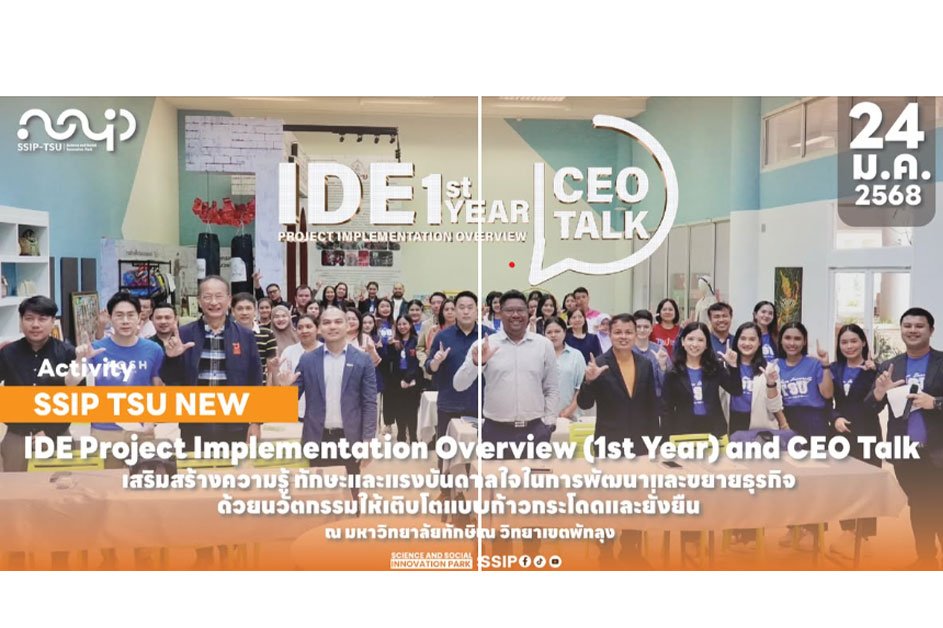 SSIP-TSU
Science and Social
Innovation Park
24
ม.ค.
2568
IDE 1st YEAR
PROJECT IMPLEMENTATION OVERVIEW
CEO
TALK
Activity
SSIP TSU NEW
IDE Project Implementation Overview (1st Year) and CEO Talk
เสริมสร้างความรู้ ทักษะและแรงบันดาลใจในการพัฒนาและขยายธุรกิจ
ด้วยนวัตกรรมให้เติบโตแบบก้าวกระโดดและยั่งยืน
ณ มหาวิทยาลัยทักษิณ วิทยาเขตพัทลุง
SCIENCE AND SOCIAL
INNOVATION PARK
SSIP